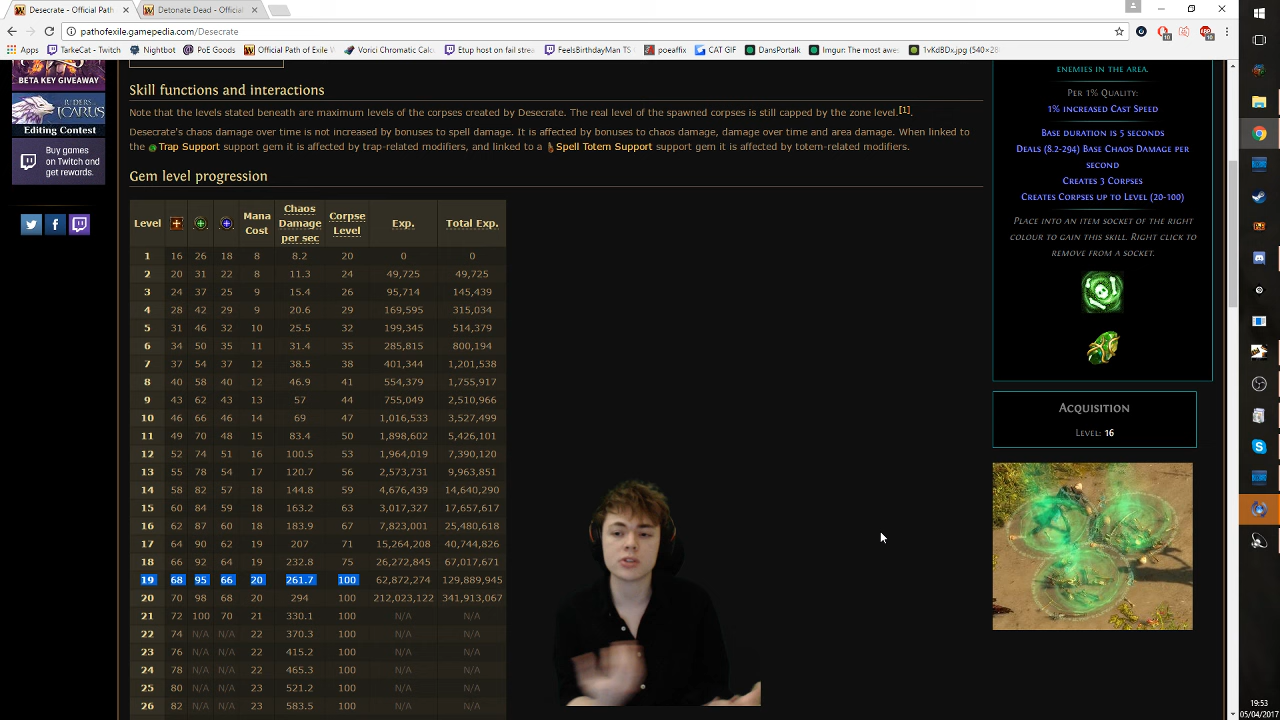 Desecrate - Official Path
Detonate Dead - Official
pathofexile.gamepedia.com/Desecrate
Apps
TarkeCat - Twitch
Nightbot
PoE Goods
Official Path of Exile W
Vorici Chromatic Calc
Ear host on fail strea
FeelsBirthdayMan TS
poeaffix
CAT GIF
DansPortalk
Imgur: The most awes
1vKdBDx.jpg (540×28
BETA KEY GIVEAWAY
RIDERS OF
ICARUS
Editing Contest
Buy games
on Twitch and
get rewards.
Skill functions and interactions
Note that the levels stated beneath are maximum levels of the corpses created by Desecrate. The real level of the spawned corpses is still capped by the zone level.[1].
Desecrate's chaos damage over time is not increased by bonuses to spell damage. It is affected by bonuses to chaos damage, damage over time and area damage. When linked to
the Trap Support support gem it is affected by trap-related modifiers, and linked to a Spell Totem Support support gem it is affected by totem-related modifiers.
Gem level progression
Level Mana Cost Chaos Damage per sec Corpse Level Exp. Total Exp.
1 16 26 18 8 8.2 20 0 0
2 20 31 22 8 11.3 24 49,725 49,725
3 24 37 25 9 15.4 26 95,714 145,439
4 28 42 29 9 20.6 29 169,595 315,034
5 31 46 32 10 25.5 32 199,345 514,379
6 34 50 35 11 31.4 35 285,815 800,194
7 37 54 37 12 38.5 38 401,344 1,201,538
8 40 58 40 12 46.9 41 554,379 1,755,917
9 43 62 43 13 57 44 755,049 2,510,966
10 46 66 46 14 69 47 1,016,533 3,527,499
11 49 70 48 15 83.4 50 1,898,602 5,426,101
12 52 74 51 16 100.5 53 1,964,019 7,390,120
13 55 78 54 17 120.7 56 2,573,731 9,963,851
14 58 82 57 18 144.8 59 4,676,439 14,640,290
15 60 84 59 18 163.2 63 3,017,327 17,657,617
16 62 87 60 18 183.9 67 7,823,001 25,480,618
17 64 90 62 19 207 71 15,264,208 40,744,826
18 66 92 64 19 232.8 75 26,272,845 67,017,671
19 68 95 66 20 261.7 100 62,872,274 129,889,945
20 70 98 68 20 294 100 212,023,122 341,913,067
21 72 100 70 21 330.1 100 N/A N/A
22 74 N/A N/A 22 370.3 100 N/A N/A
23 76 N/A N/A 22 415.2 100 N/A N/A
24 78 N/A N/A 22 465.3 100 N/A N/A
25 80 N/A N/A 23 521.2 100 N/A N/A
26 82 N/A N/A 23 583.5 100 N/A N/A
ENEMIES IN THE AREA.
PER 1% QUALITY:
1% INCREASED CAST SPEED
BASE DURATION IS 5 SECONDS
DEALS (8.2-294) BASE CHAOS DAMAGE PER
SECOND
CREATES 3 CORPSES
CREATES CORPSES UP TO LEVEL (20-100)
PLACE INTO AN ITEM SOCKET OF THE RIGHT
COLOUR TO GAIN THIS SKILL. RIGHT CLICK TO
REMOVE FROM A SOCKET.
ACQUISITION
LEVEL: 16
19:53
05/04/2017